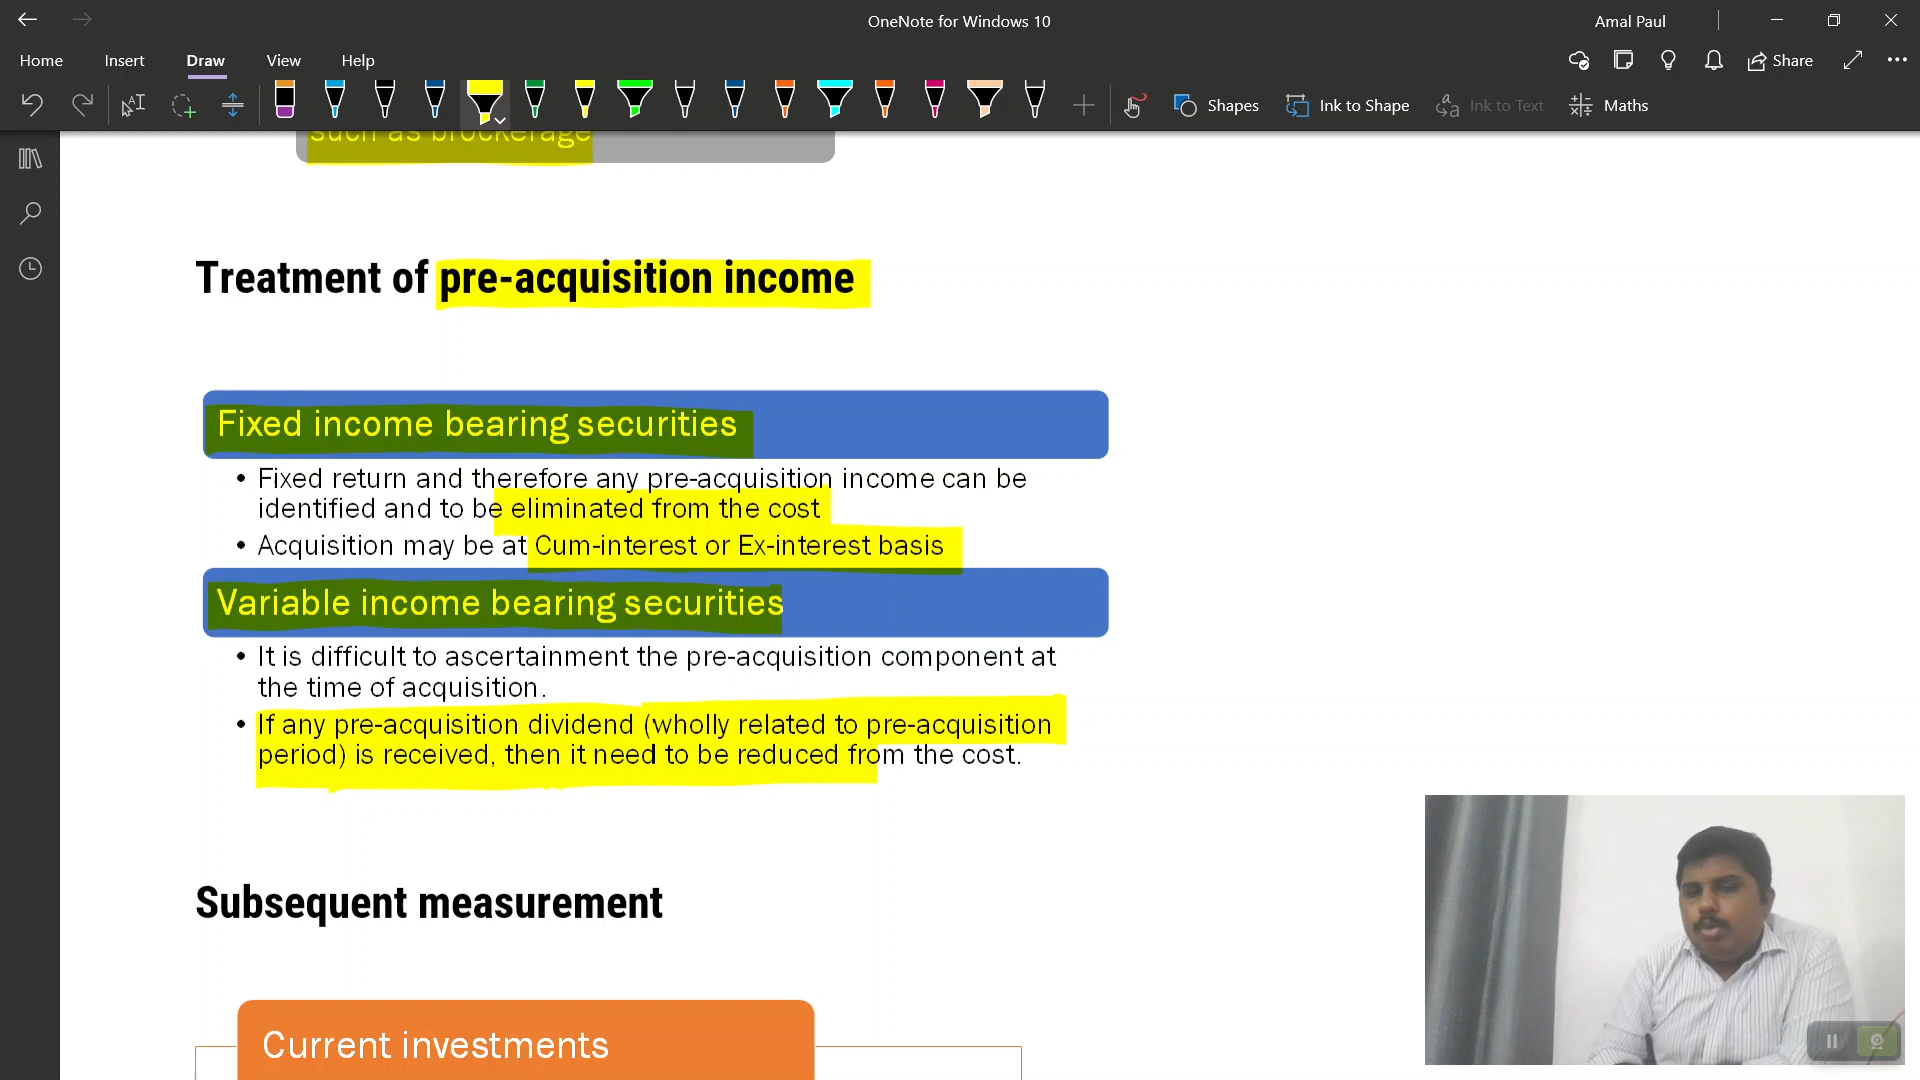 OneNote for Windows 10
Amal Paul
Home Insert Draw View Help
Share
Shapes Ink to Shape Ink to Text Maths
such as brockerage
Treatment of pre-acquisition income
Fixed income bearing securities
• Fixed return and therefore any pre-acquisition income can be
identified and to be eliminated from the cost
• Acquisition may be at Cum-interest or Ex-interest basis
Variable income bearing securities
• It is difficult to ascertainment the pre-acquisition component at
the time of acquisition.
• If any pre-acquisition dividend (wholly related to pre-acquisition
period) is received, then it need to be reduced from the cost.
Subsequent measurement
Current investments